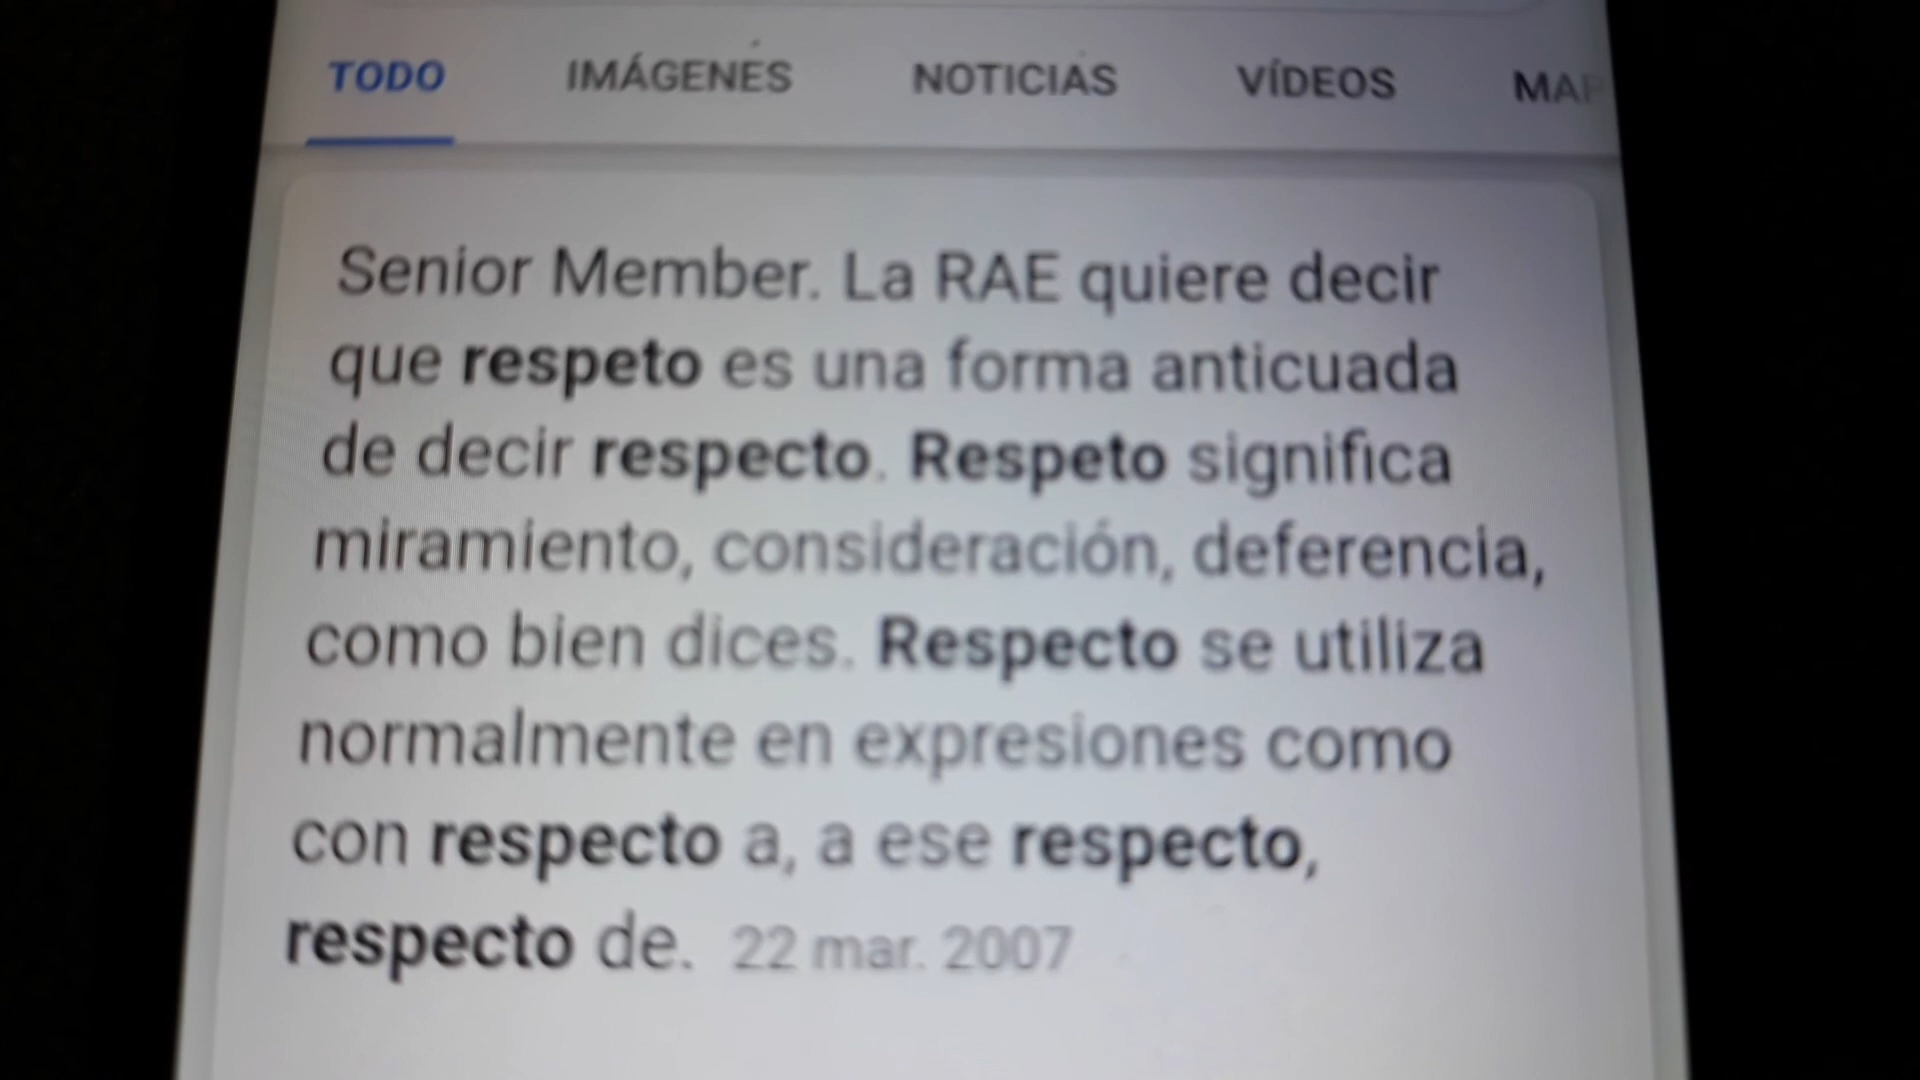 TODO IMÁGENES NOTICIAS VÍDEOS MAP
Senior Member. La RAE quiere decir
que respeto es una forma anticuada
de decir respecto. Respeto significa
miramiento, consideración, deferencia,
como bien dices. Respecto se utiliza
normalmente en expresiones como
con respecto a, a ese respecto,
respecto de. 22 mar. 2007